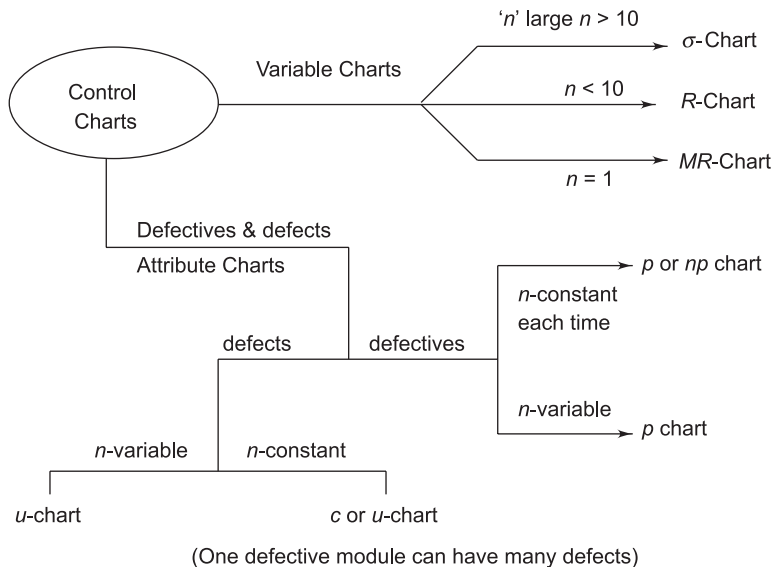 Control
Charts
Variable Charts
‘n’ large n > 10
σ-Chart
n < 10
R-Chart
n = 1
MR-Chart
Defectives & defects
Attribute Charts
defects
defectives
n-constant
each time
p or np chart
n-variable
p chart
n-variable
n-constant
u-chart
c or u-chart
(One defective module can have many defects)